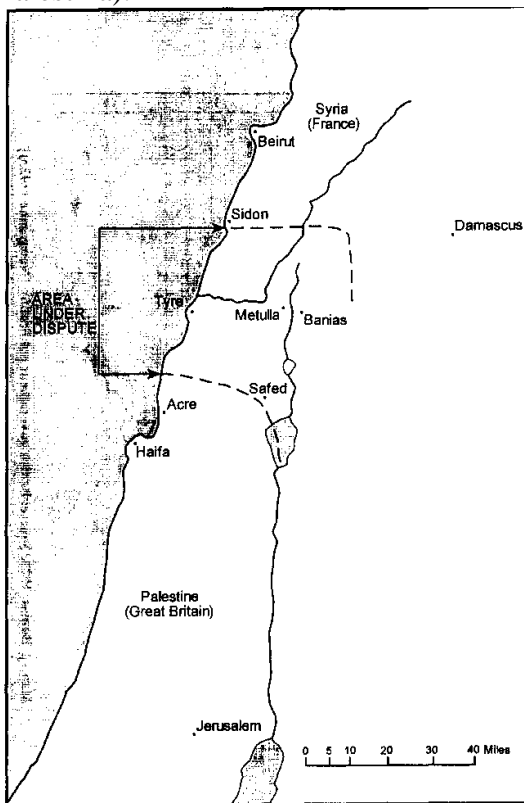 Syria
(France)
Beirut
Sidon
Damascus
AREA
UNDER
DISPUTE
Tyre
Metulla
Banias
Safed
Acre
Haifa
Palestine
(Great Britain)
Jerusalem
0 5 10 20 30 40 Miles